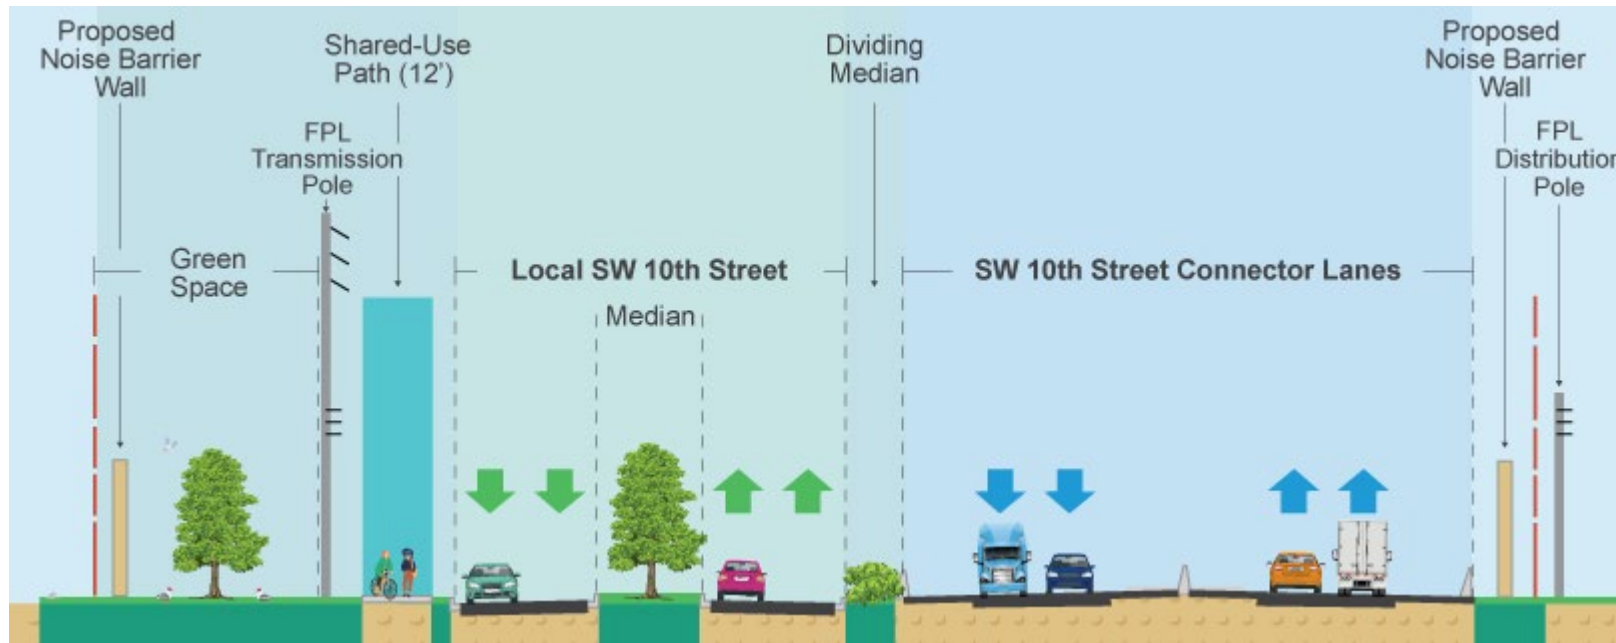 Proposed
Noise Barrier
Wall
Shared-Use
Path (12')
Dividing
Median
Proposed
Noise Barrier
Wall
FPL
Transmission
Pole
FPL
Distribution
Pole
Green
Space
Local SW 10th Street
SW 10th Street Connector Lanes
Median